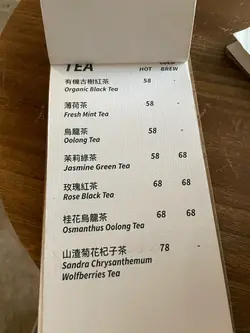 TEA HOT COLD BREW
有機古樹紅茶 58 -
Organic Black Tea
薄荷茶 58 -
Fresh Mint Tea
烏龍茶 58 -
Oolong Tea
茉莉綠茶 58 68
Jasmine Green Tea
玫瑰紅茶 68 68
Rose Black Tea
桂花烏龍茶 68 68
Osmanthus Oolong Tea
山渣菊花杞子茶 78 -
Sandra Chrysanthemum
Wolfberries Tea